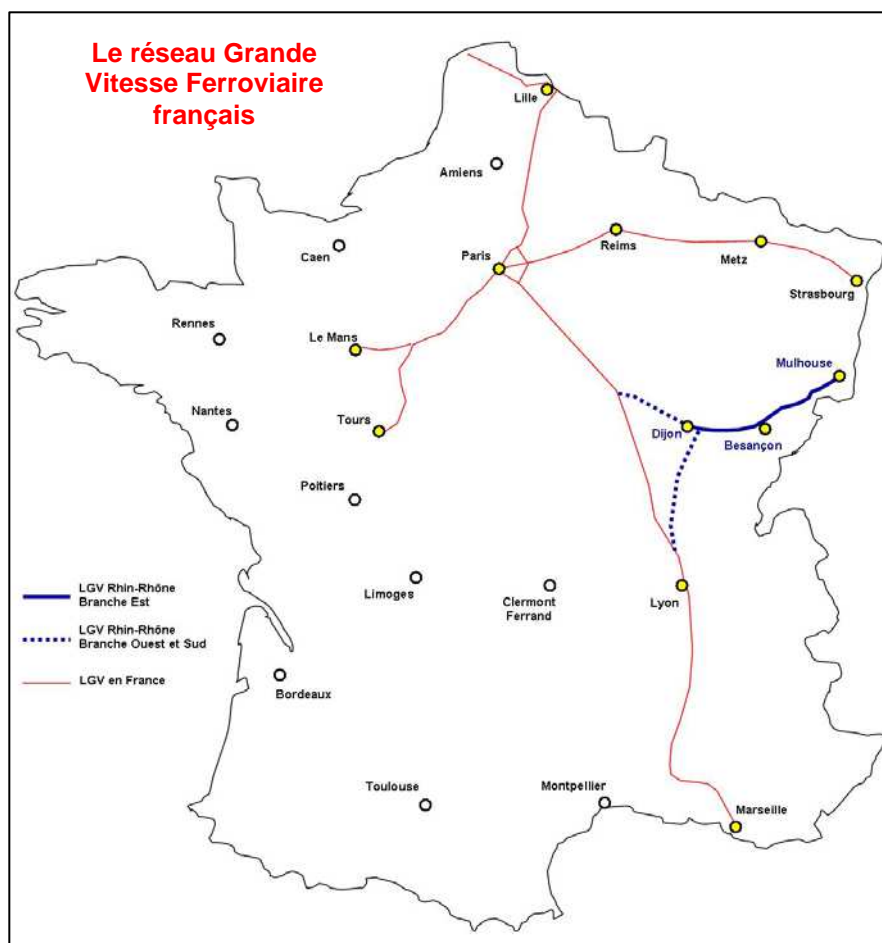 Le réseau Grande
Vitesse Ferroviaire
français
Lille
Amiens
Caen
Paris
Reims
Metz
Strasbourg
Rennes
Le Mans
Mulhouse
Nantes
Tours
Dijon
Besançon
Poitiers
LGV Rhin-Rhône
Branche Est
Limoges
Clermont
Ferrand
Lyon
LGV Rhin-Rhône
Branche Ouest et Sud
LGV en France
Bordeaux
Toulouse
Montpellier
Marseille